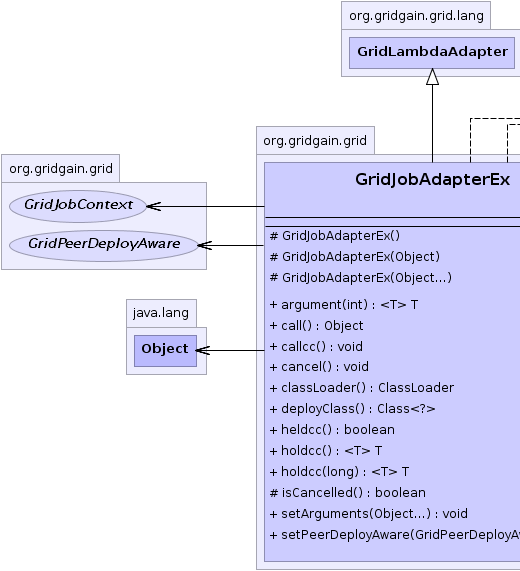 org.gridgain.grid.lang
GridLambdaAdapter
org.gridgain.grid
GridJobAdapterEx
org.gridgain.grid
GridJobContext
GridPeerDeployAware
java.lang
Object
# GridJobAdapterEx()
# GridJobAdapterEx(Object)
# GridJobAdapterEx(Object...)
+ argument(int) : <T> T
+ call() : Object
+ callcc() : void
+ cancel() : void
+ classLoader() : ClassLoader
+ deployClass() : Class<?>
+ heldcc() : boolean
+ holdcc() : <T> T
+ holdcc(long) : <T> T
# isCancelled() : boolean
+ setArguments(Object...) : void
+ setPeerDeployAware(GridPeerDeployAw